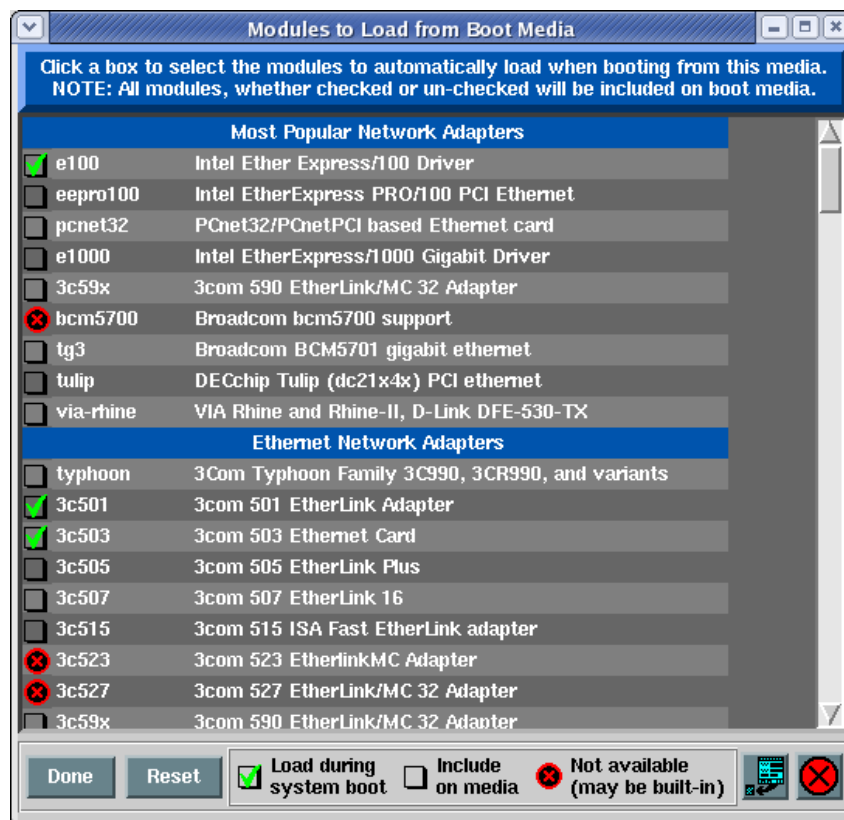 Modules to Load from Boot Media
Click a box to select the modules to automatically load when booting from this media.
NOTE: All modules, whether checked or un-checked will be included on boot media.
Most Popular Network Adapters
e100 Intel Ether Express/100 Driver
eepro100 Intel EtherExpress PRO/100 PCI Ethernet
pcnet32 PCnet32/PCnetPCI based Ethernet card
e1000 Intel EtherExpress/1000 Gigabit Driver
3c59x 3com 590 EtherLink/MC 32 Adapter
bcm5700 Broadcom bcm5700 support
tg3 Broadcom BCM5701 gigabit ethernet
tulip DECchip Tulip (dc21x4x) PCI ethernet
via-rhine VIA Rhine and Rhine-II, D-Link DFE-530-TX
Ethernet Network Adapters
typhoon 3Com Typhoon Family 3C990, 3CR990, and variants
3c501 3com 501 EtherLink Adapter
3c503 3com 503 Ethernet Card
3c505 3com 505 EtherLink Plus
3c507 3com 507 EtherLink 16
3c515 3com 515 ISA Fast EtherLink adapter
3c523 3com 523 EtherlinkMC Adapter
3c527 3com 527 EtherLink/MC 32 Adapter
3c59x 3com 590 EtherLink/MC 32 Adapter
Done Reset Load during system boot Include on media Not available (may be built-in)